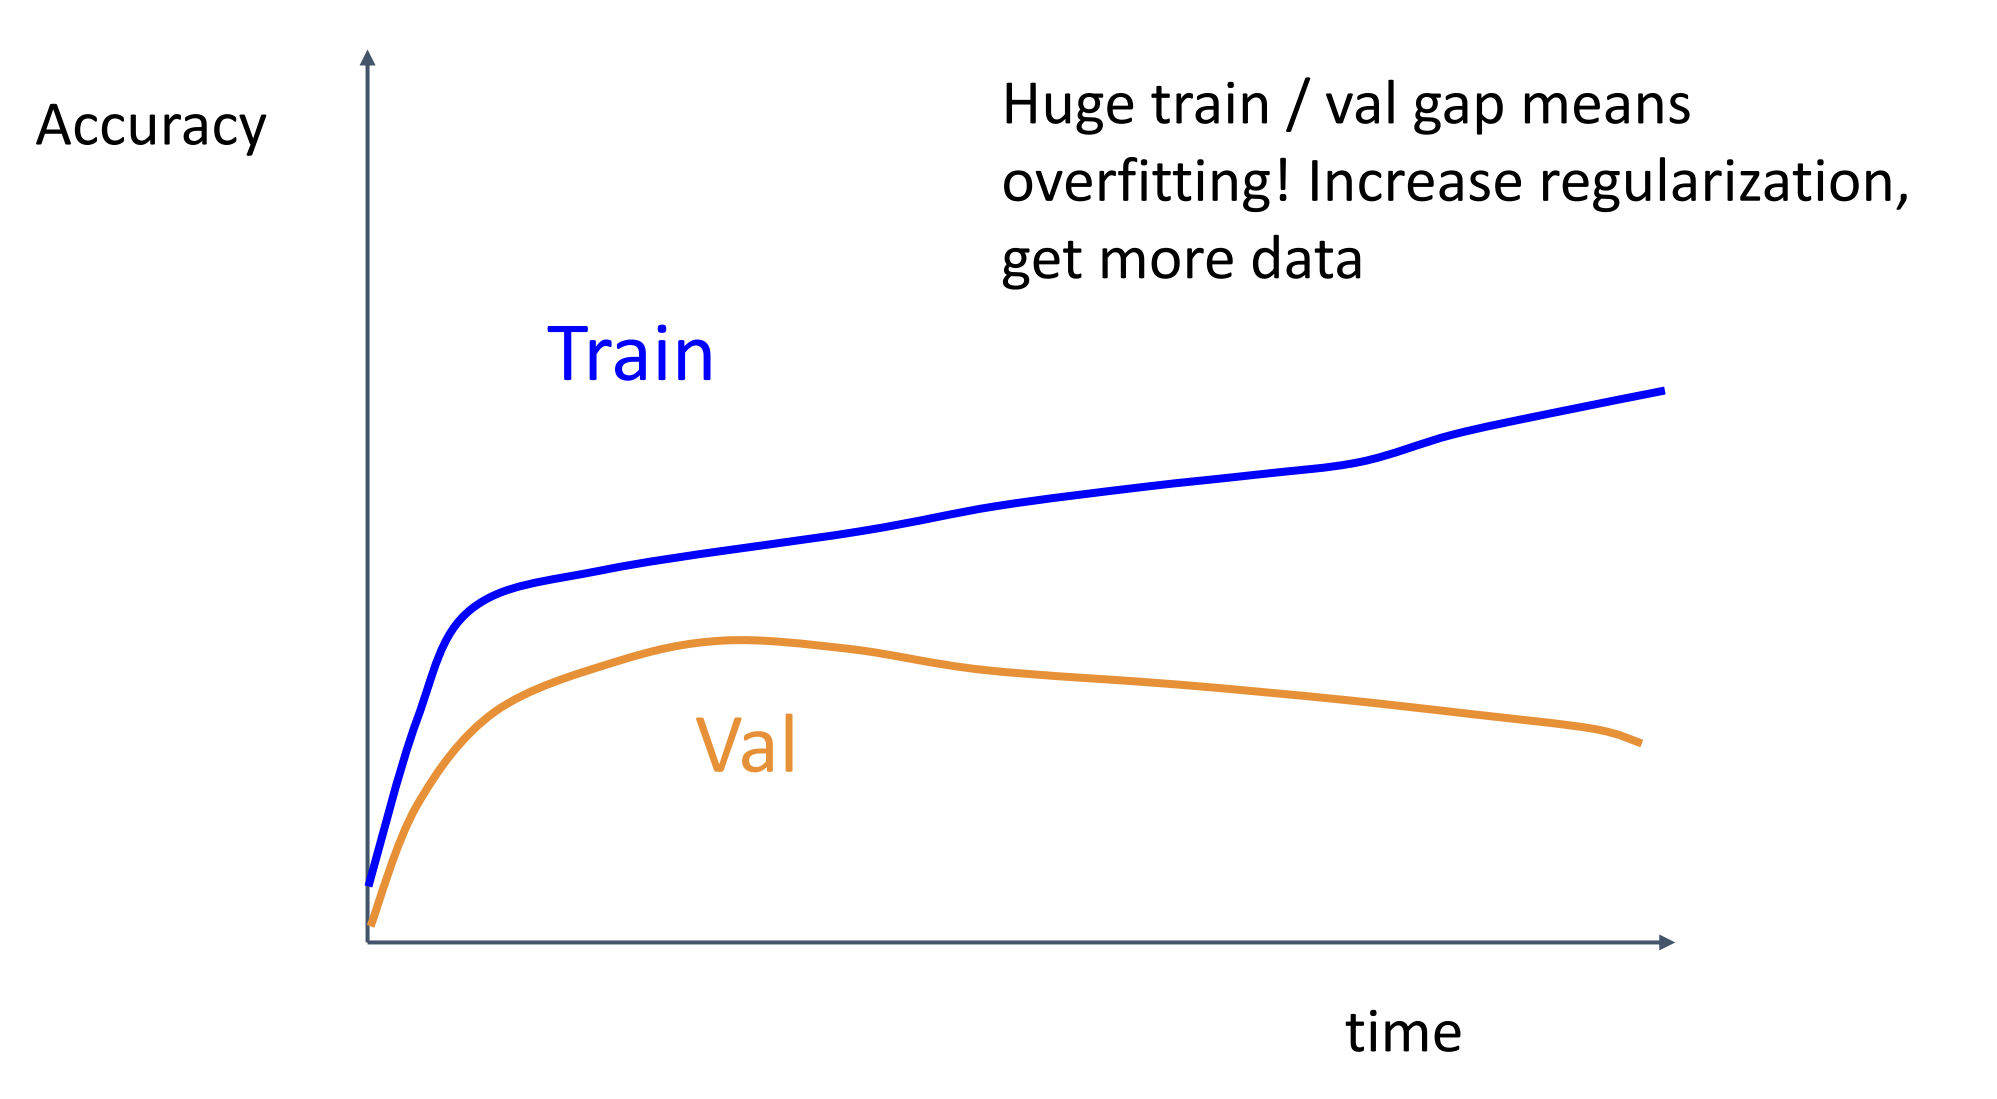 Accuracy
Huge train / val gap means
overfitting! Increase regularization,
get more data
Train
Val
time